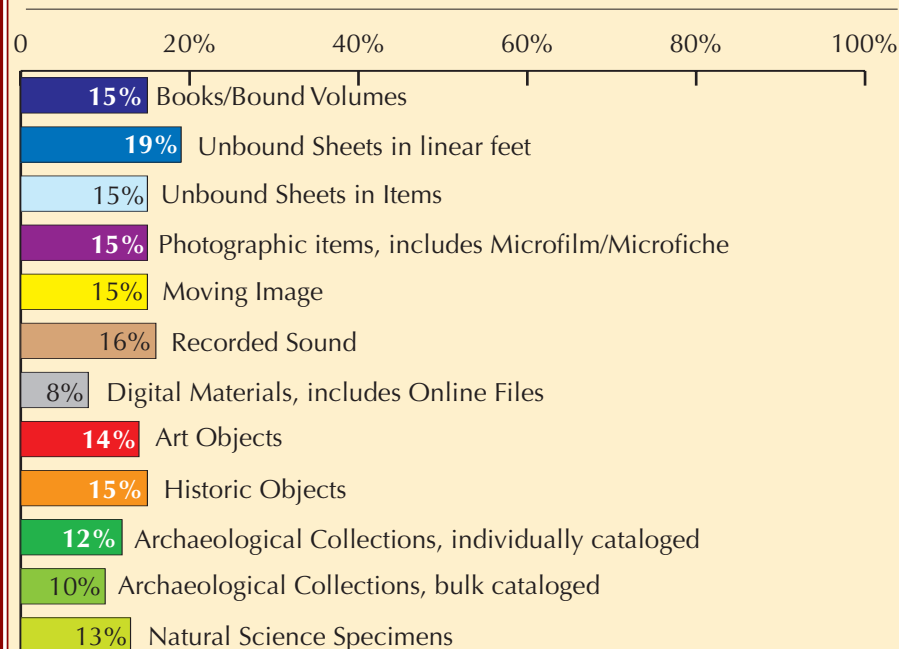 0 20% 40% 60% 80% 100%
15% Books/Bound Volumes
19% Unbound Sheets in linear feet
15% Unbound Sheets in Items
15% Photographic items, includes Microfilm/Microfiche
15% Moving Image
16% Recorded Sound
8% Digital Materials, includes Online Files
14% Art Objects
15% Historic Objects
12% Archaeological Collections, individually cataloged
10% Archaeological Collections, bulk cataloged
13% Natural Science Specimens